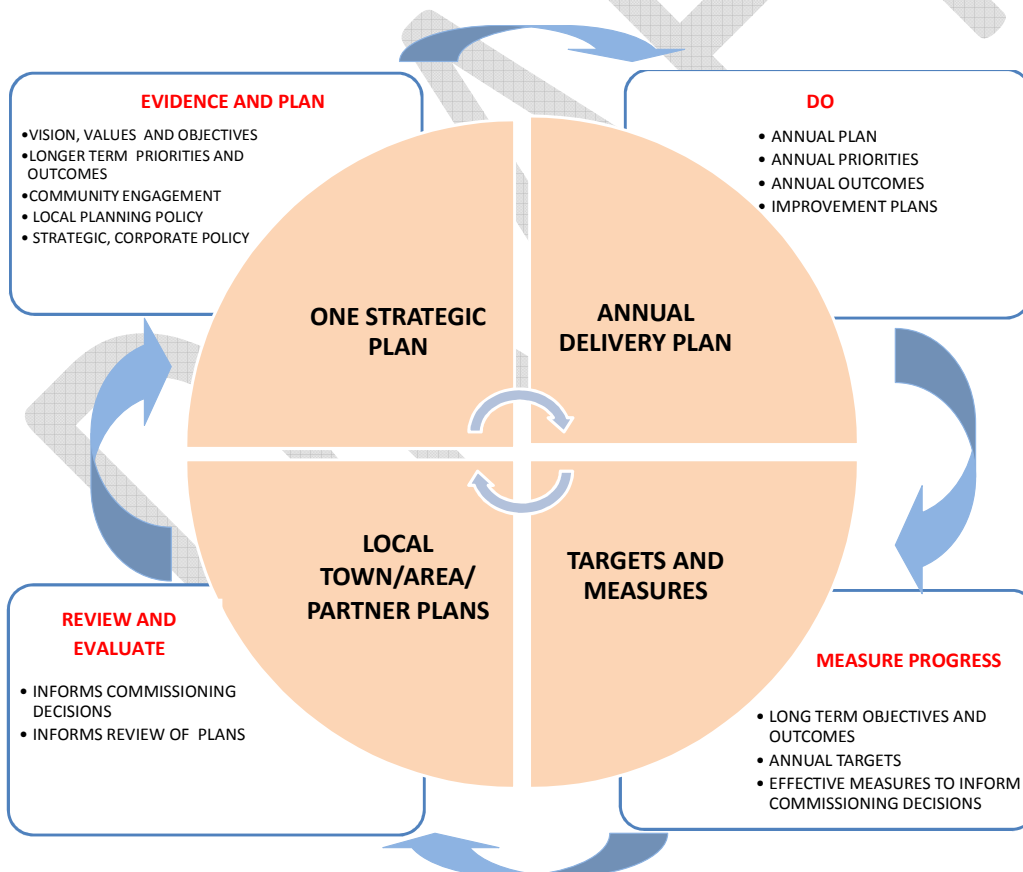 EVIDENCE AND PLAN
•VISION, VALUES AND OBJECTIVES
•LONGER TERM PRIORITIES AND
OUTCOMES
•COMMUNITY ENGAGEMENT
• LOCAL PLANNING POLICY
• STRATEGIC, CORPORATE POLICY
DO
• ANNUAL PLAN
• ANNUAL PRIORITIES
• ANNUAL OUTCOMES
• IMPROVEMENT PLANS
ONE STRATEGIC
PLAN
ANNUAL
DELIVERY PLAN
LOCAL
TOWN/AREA/
PARTNER PLANS
TARGETS AND
MEASURES
REVIEW AND
EVALUATE
• INFORMS COMMISSIONING
DECISIONS
• INFORMS REVIEW OF PLANS
MEASURE PROGRESS
• LONG TERM OBJECTIVES AND
OUTCOMES
• ANNUAL TARGETS
• EFFECTIVE MEASURES TO INFORM
COMMISSIONING DECISIONS